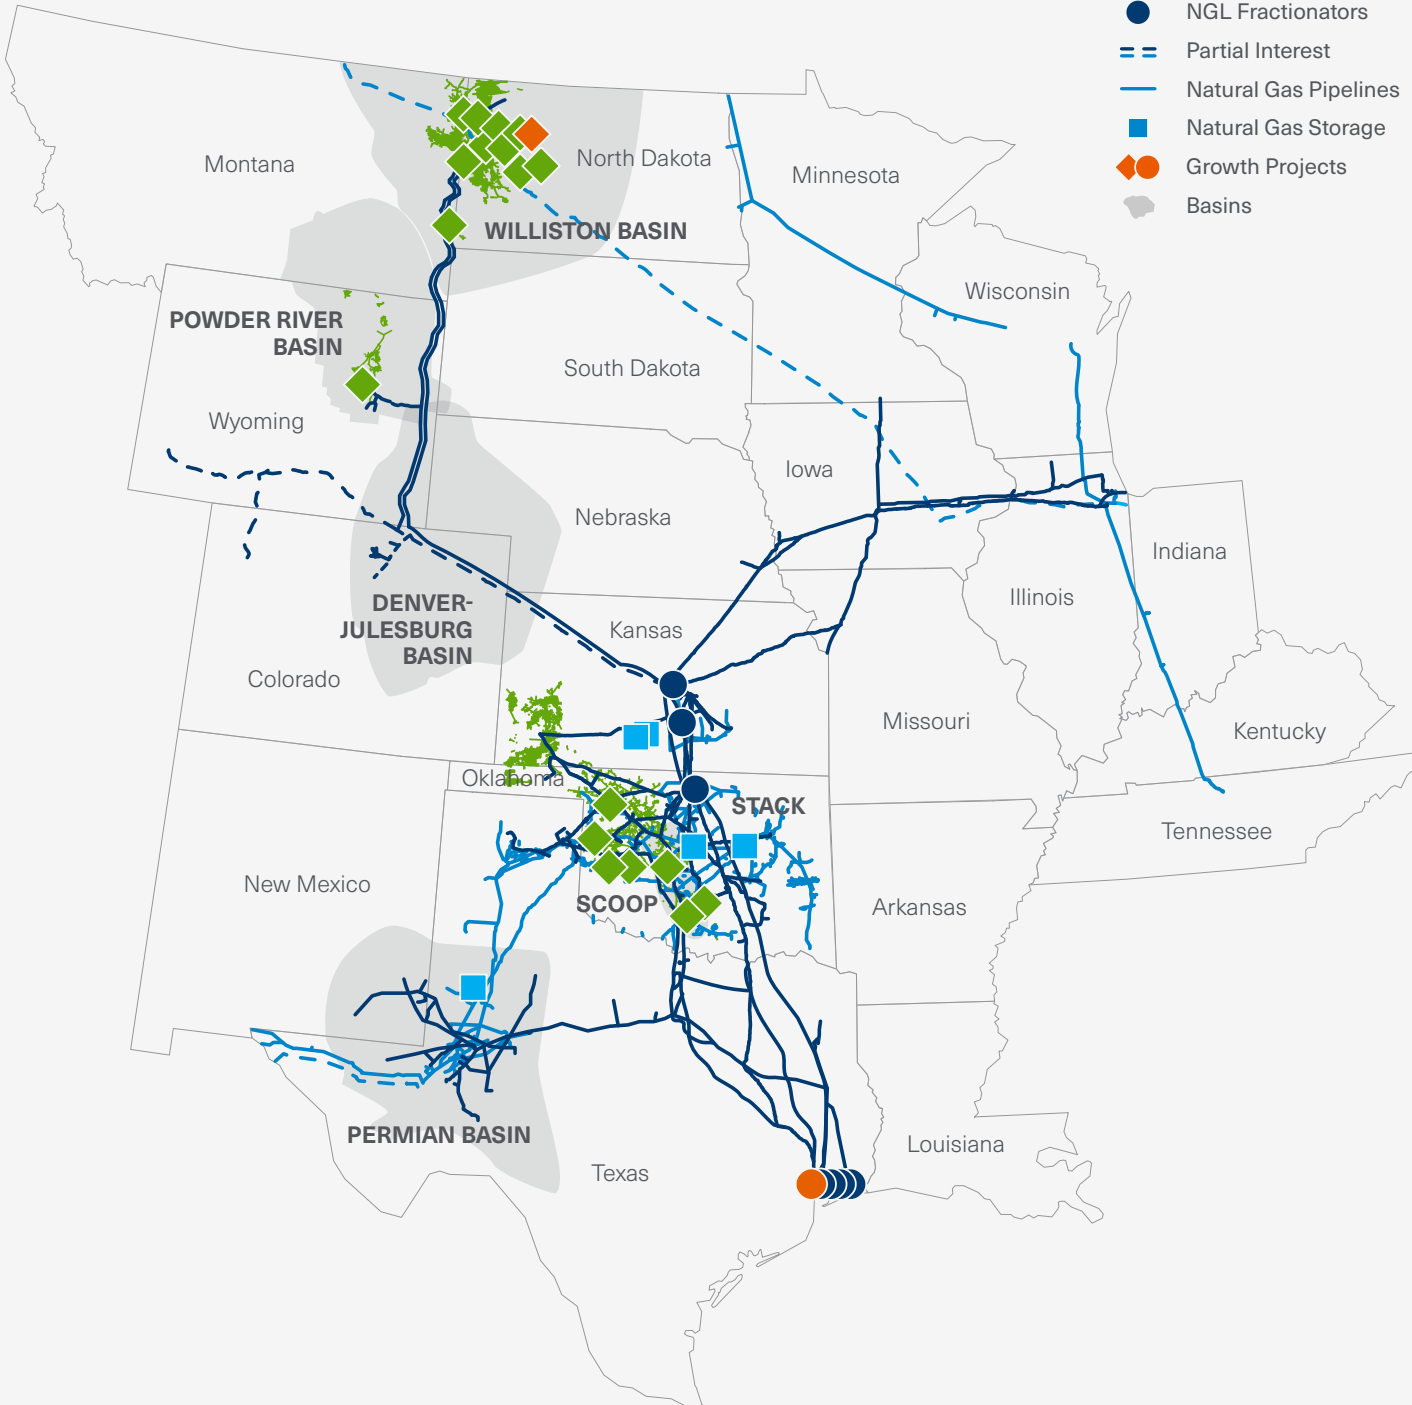 NGL Fractionators
Partial Interest
Natural Gas Pipelines
Natural Gas Storage
Growth Projects
Basins
Montana
North Dakota
Minnesota
WILLISTON BASIN
Wisconsin
POWDER RIVER
BASIN
South Dakota
Wyoming
Iowa
Nebraska
Indiana
Illinois
DENVER-
JULESBURG
BASIN
Kansas
Colorado
Missouri
Kentucky
Oklahoma
STACK
Tennessee
New Mexico
SCOOP
Arkansas
PERMIAN BASIN
Louisiana
Texas